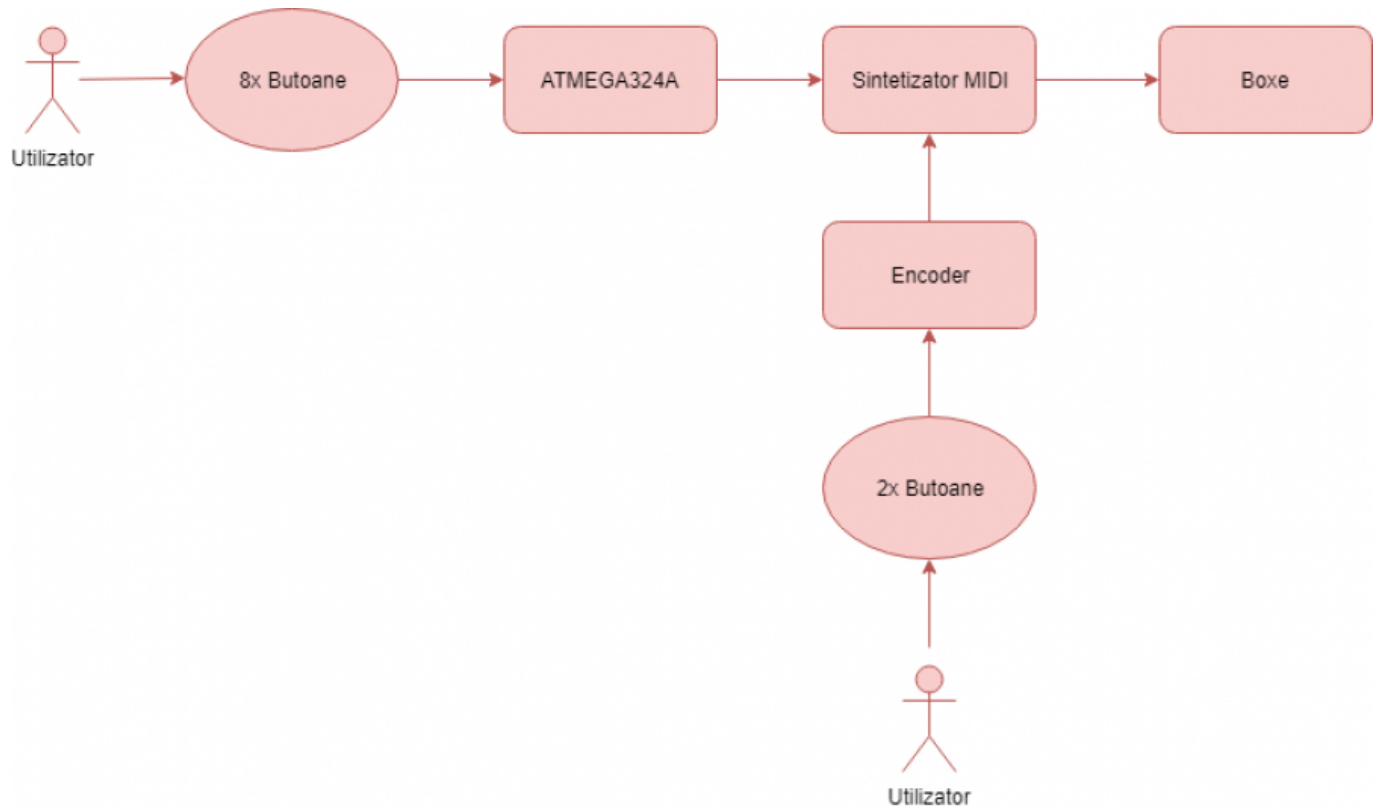 8x Butoane
ATMEGA324A
Sintetizator MIDI
Boxe
Utilizator
Encoder
2x Butoane
Utilizator